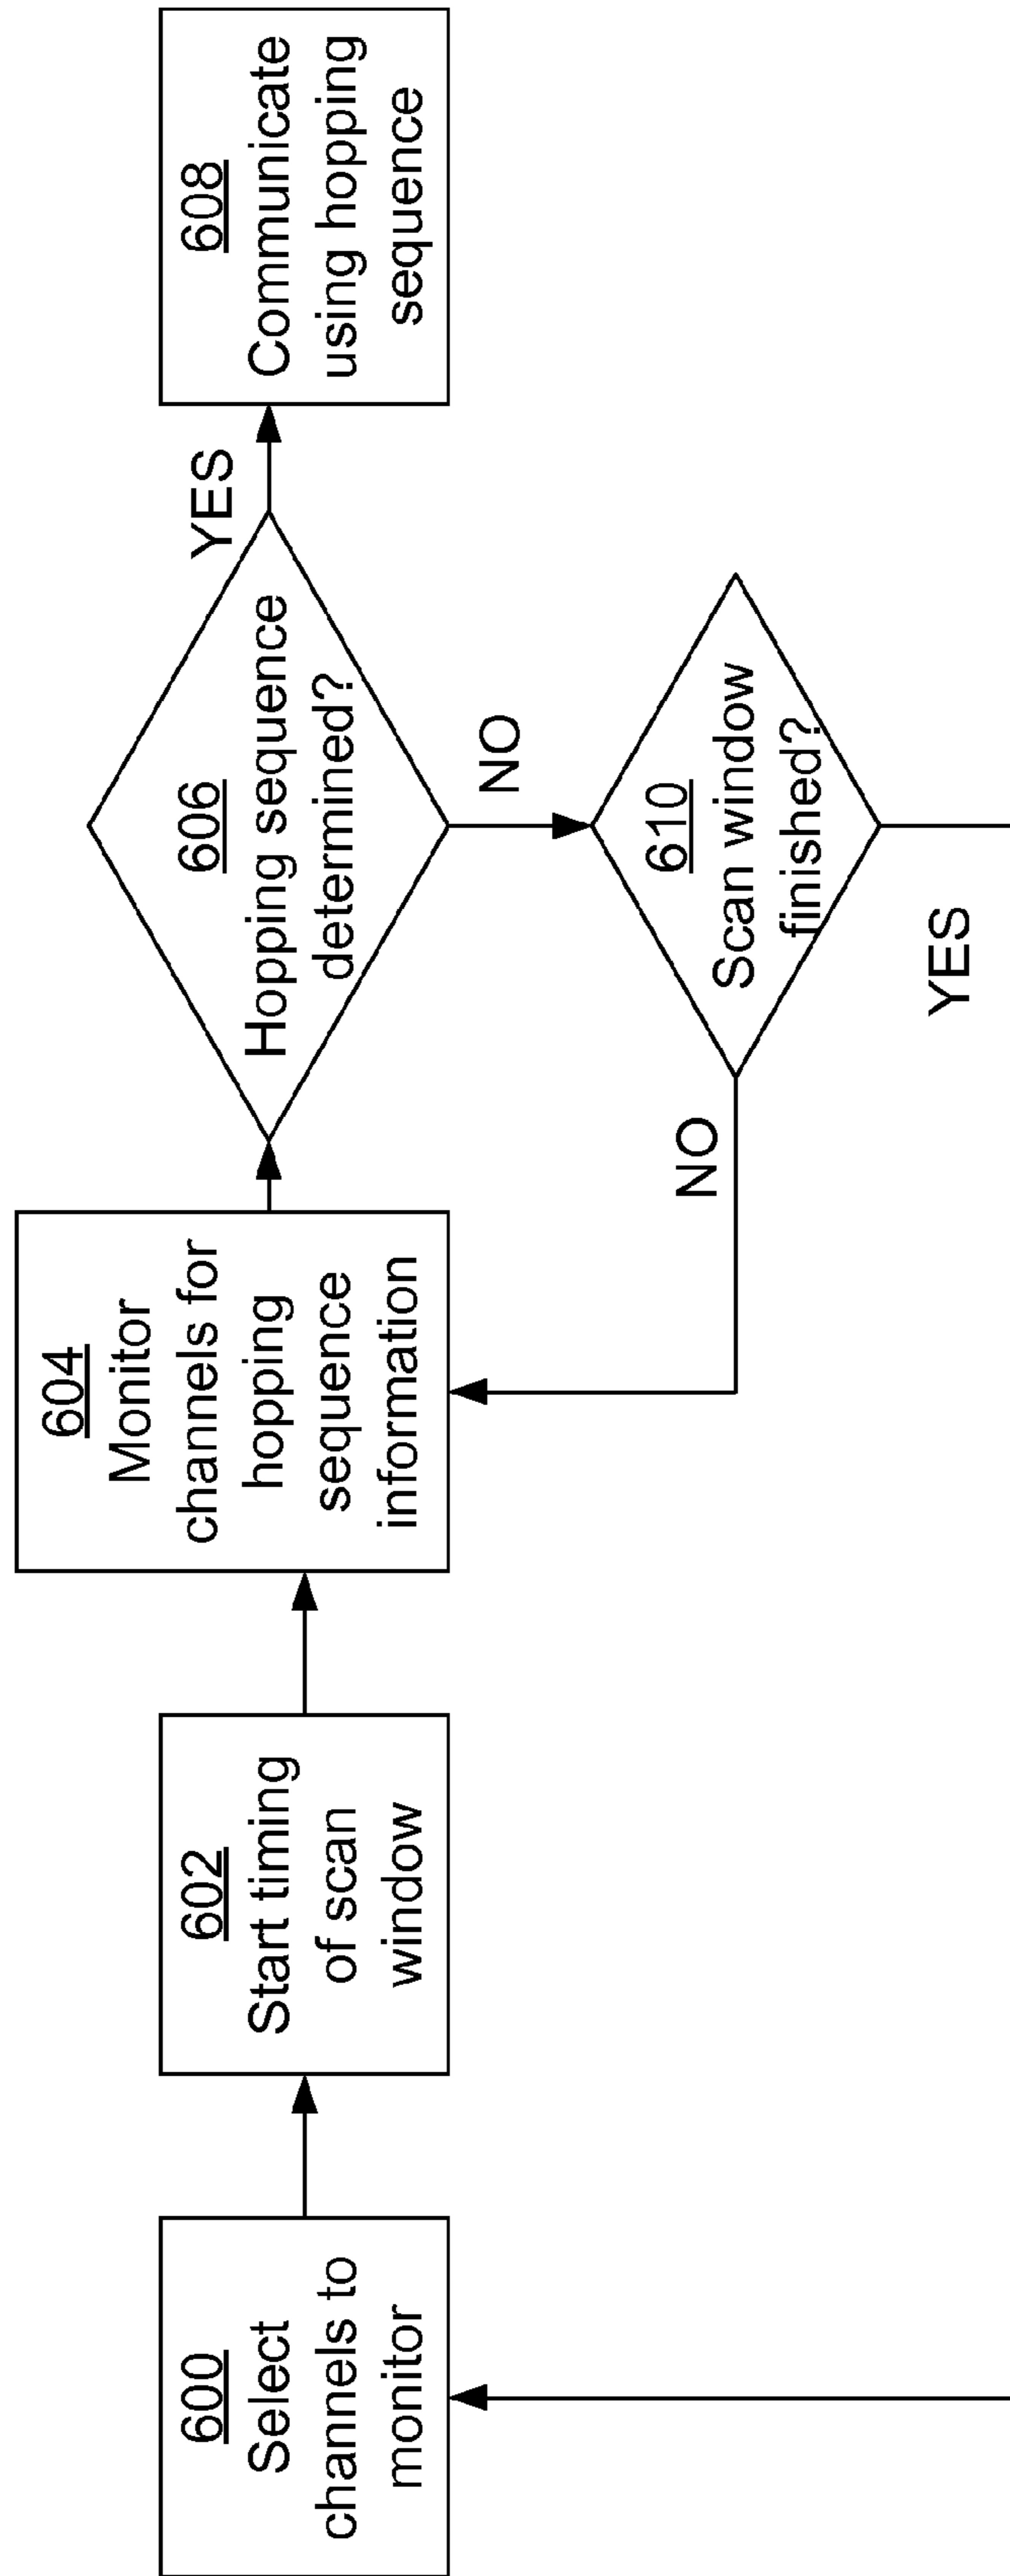 600
Select
channels to
monitor
602
Start timing
of scan
window
604
Monitor
channels for
hopping
sequence
information
606
Hopping sequence
determined?
YES
608
Communicate
using hopping
sequence
NO
610
Scan window
finished?
NO
YES